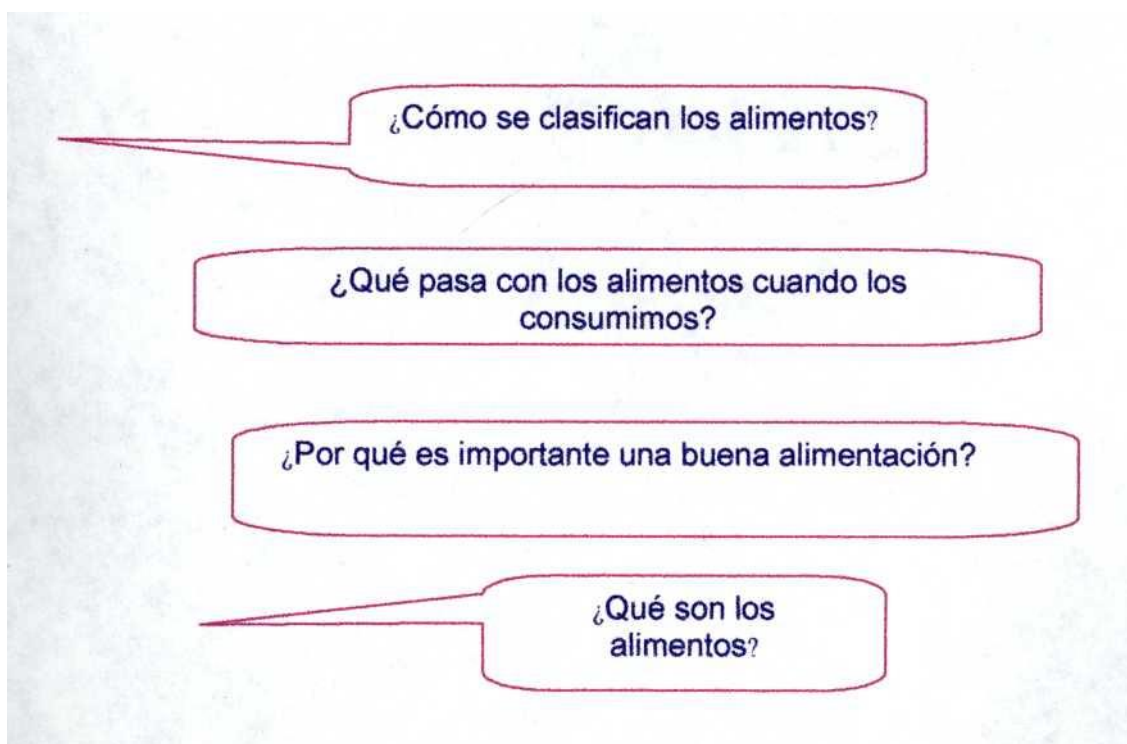 ¿Cómo se clasifican los alimentos?
¿Qué pasa con los alimentos cuando los
consumimos?
¿Por qué es importante una buena alimentación?
¿Qué son los
alimentos?